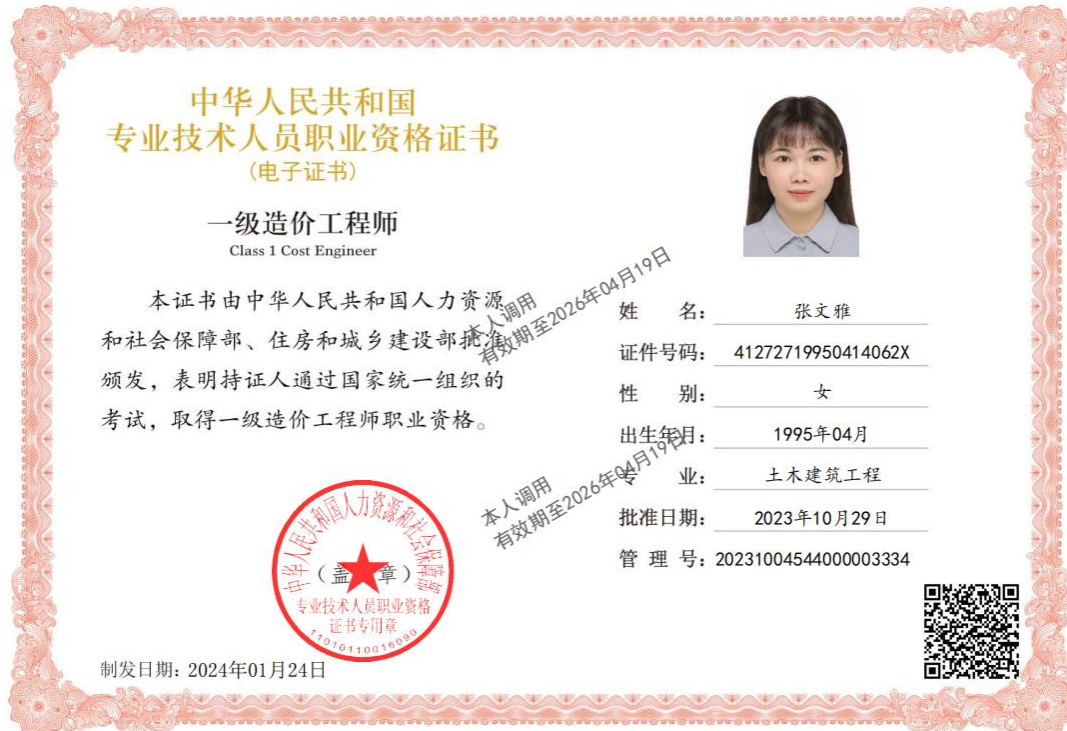 中华人民共和国
专业技术人员职业资格证书
(电子证书)
一级造价工程师
Class 1 Cost Engineer
本证书由中华人民共和国人力资源
和社会保障部、住房和城乡建设部批准
颁发，表明持证人通过国家统一组织的
考试，取得一级造价工程师职业资格。
本人调用
有效期至2026年04月19日
本人调用
有效期至2026年04月19日
姓 名： 张文雅
证件号码： 41272719950414062X
性 别： 女
出生年月： 1995年04月
专 业： 土木建筑工程
批准日期： 2023年10月29日
管 理 号： 20231004544000003334
中华人民共和国人力资源和社会保障部
（盖 章）
专业技术人员职业资格
证书专用章
11010110016090
制发日期：2024年01月24日